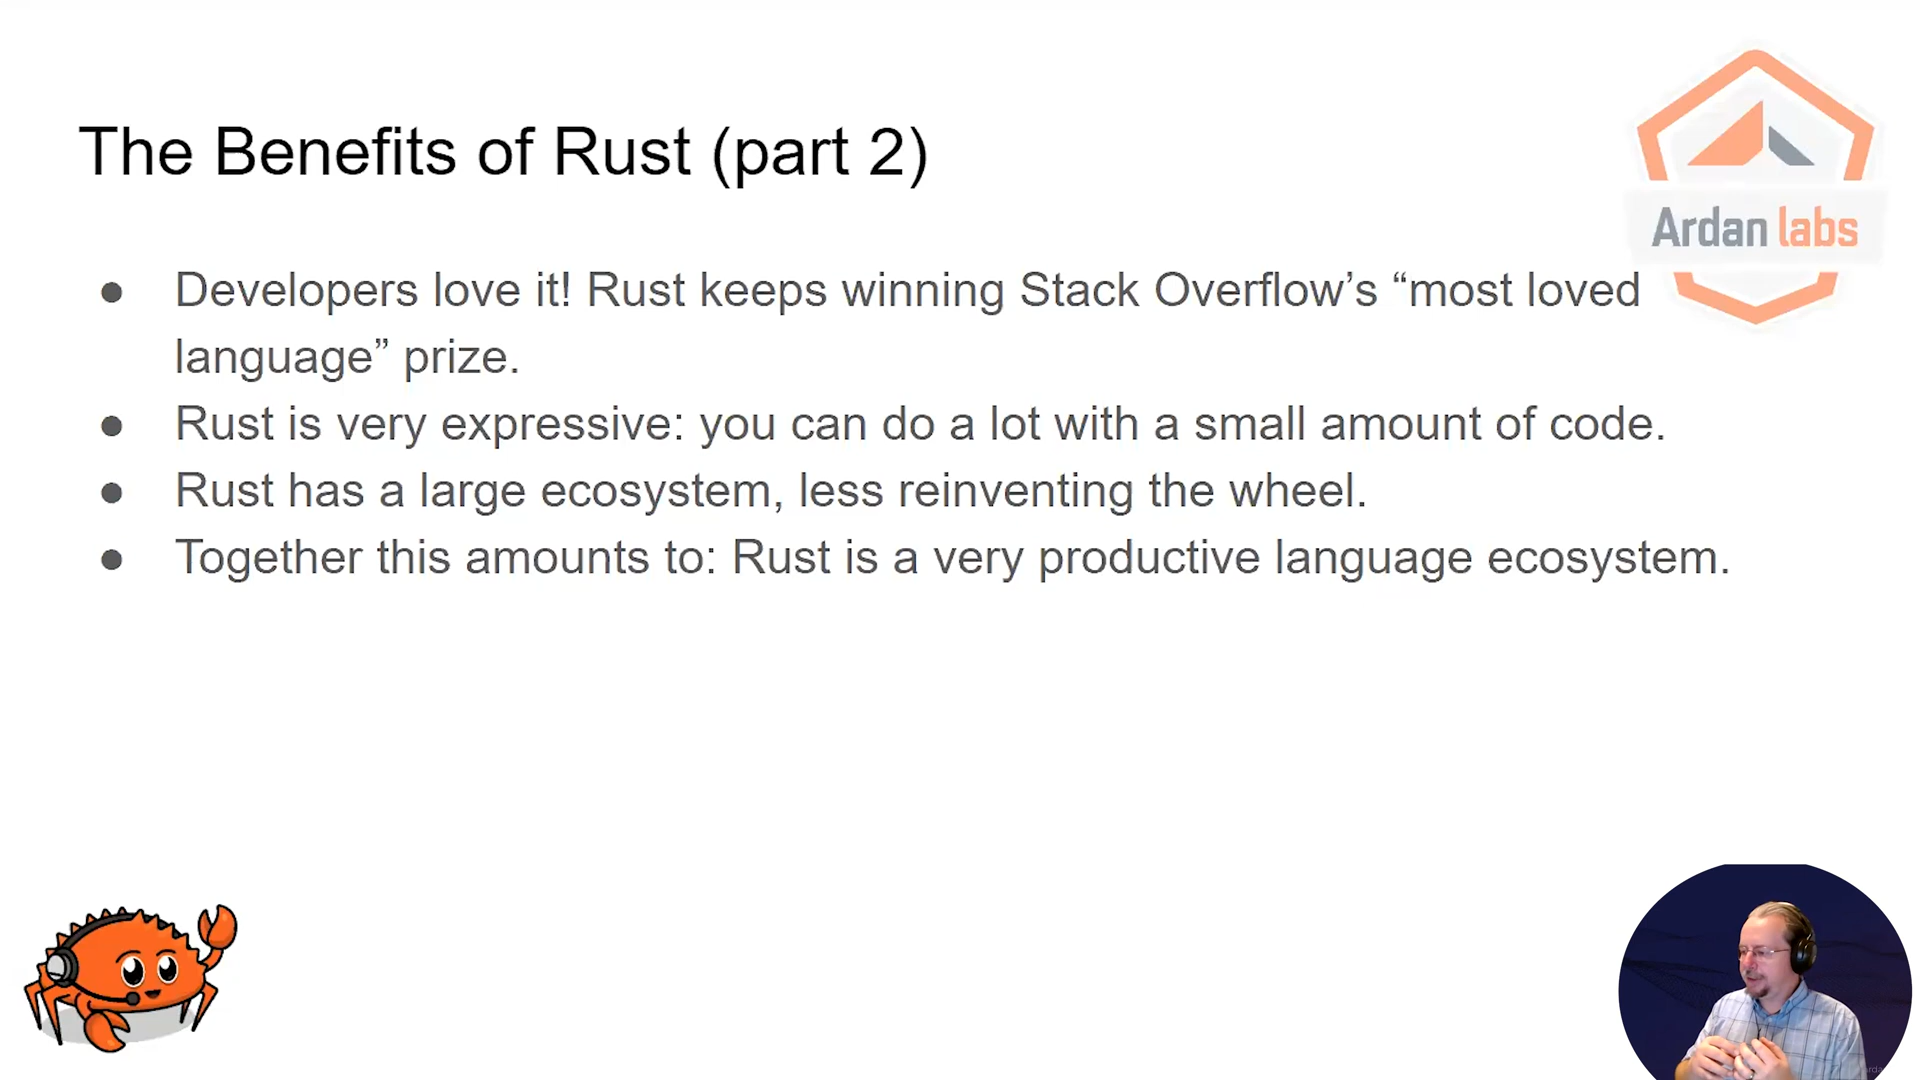 The Benefits of Rust (part 2)
Ardan labs
● Developers love it! Rust keeps winning Stack Overflow’s “most loved
language” prize.
● Rust is very expressive: you can do a lot with a small amount of code.
● Rust has a large ecosystem, less reinventing the wheel.
● Together this amounts to: Rust is a very productive language ecosystem.